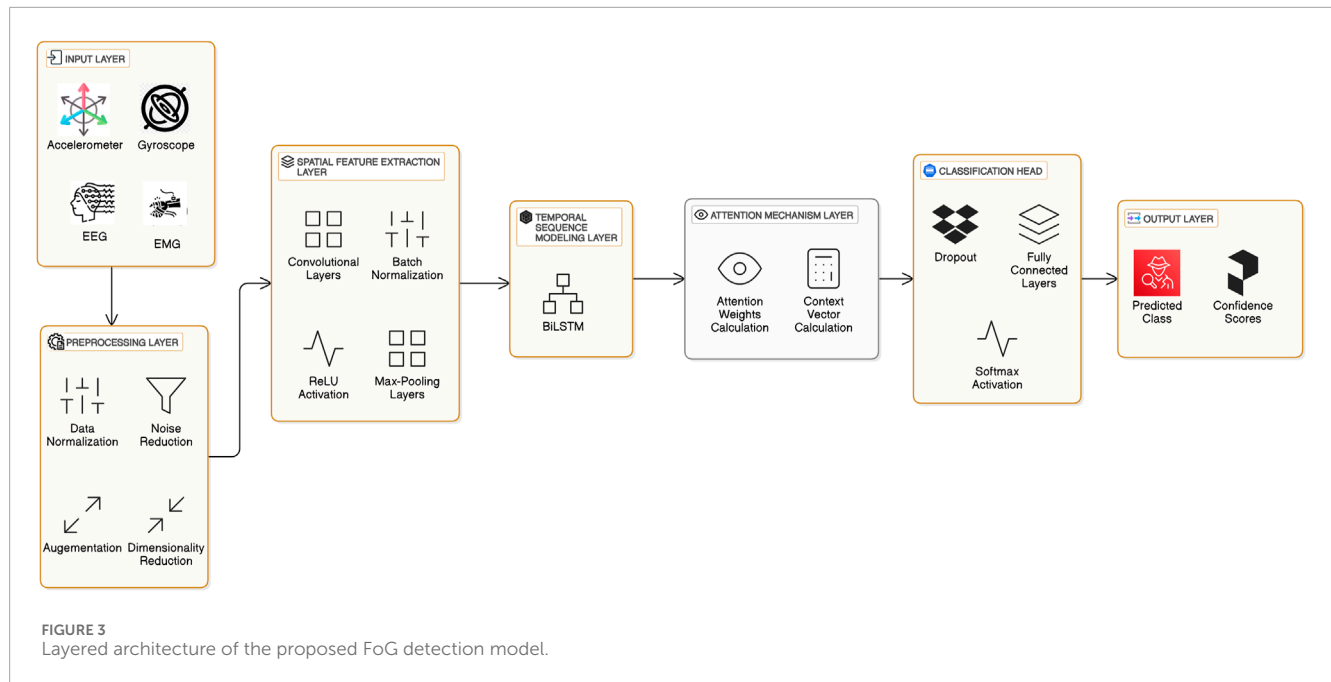 INPUT LAYER
Accelerometer
Gyroscope
EEG
EMG
PREPROCESSING LAYER
Data
Normalization
Noise
Reduction
Augementation
Dimensionality
Reduction
SPATIAL FEATURE EXTRACTION
LAYER
Convolutional
Layers
Batch
Normalization
ReLU
Activation
Max-Pooling
Layers
TEMPORAL
SEQUENCE
MODELING LAYER
BiLSTM
ATTENTION MECHANISM LAYER
Attention
Weights
Calculation
Context
Vector
Calculation
CLASSIFICATION HEAD
Dropout
Fully
Connected
Layers
Softmax
Activation
OUTPUT LAYER
Predicted
Class
Confidence
Scores
FIGURE 3
Layered architecture of the proposed FoG detection model.